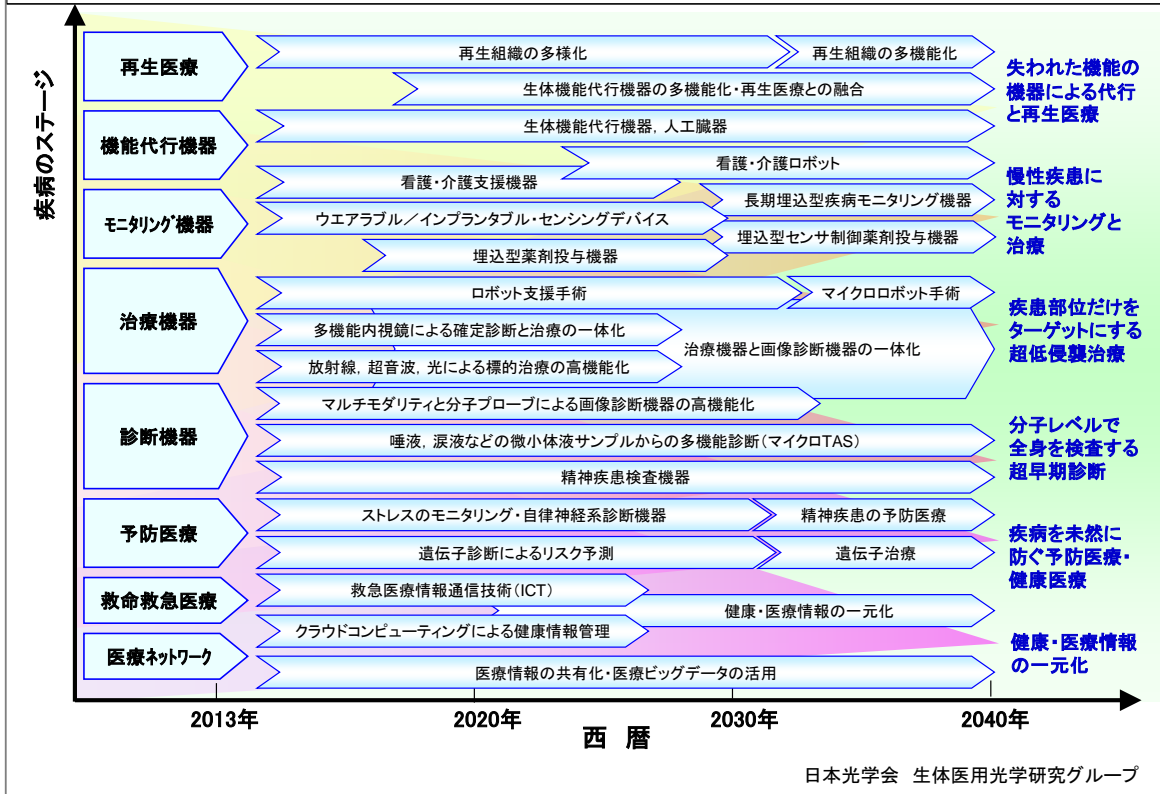 疾病のステージ
再生医療
再生組織の多様化
再生組織の多機能化
生体機能代行機器の多機能化・再生医療との融合
失われた機能の
機器による代行
と再生医療
機能代行機器
生体機能代行機器，人工臓器
看護・介護ロボット
看護・介護支援機器
モニタリング機器
長期埋込型疾病モニタリング機器
ウエアラブル／インプランタブル・センシングデバイス
埋込型センサ制御薬剤投与機器
埋込型薬剤投与機器
慢性疾患に
対する
モニタリングと
治療
治療機器
ロボット支援手術
マイクロロボット手術
多機能内視鏡による確定診断と治療の一体化
治療機器と画像診断機器の一体化
放射線，超音波，光による標的治療の高機能化
疾患部位だけを
ターゲットにする
超低侵襲治療
診断機器
マルチモダリティと分子プローブによる画像診断機器の高機能化
唾液，涙液などの微小体液サンプルからの多機能診断（マイクロTAS）
精神疾患検査機器
分子レベルで
全身を検査する
超早期診断
予防医療
ストレスのモニタリング・自律神経系診断機器
精神疾患の予防医療
遺伝子診断によるリスク予測
遺伝子治療
疾病を未然に
防ぐ予防医療・
健康医療
救命救急医療
救急医療情報通信技術（ICT）
健康・医療情報の一元化
クラウドコンピューティングによる健康情報管理
医療ネットワーク
医療情報の共有化・医療ビッグデータの活用
健康・医療情報
の一元化
2013年
2020年
2030年
2040年
西 暦
日本光学会 生体医用光学研究グループ